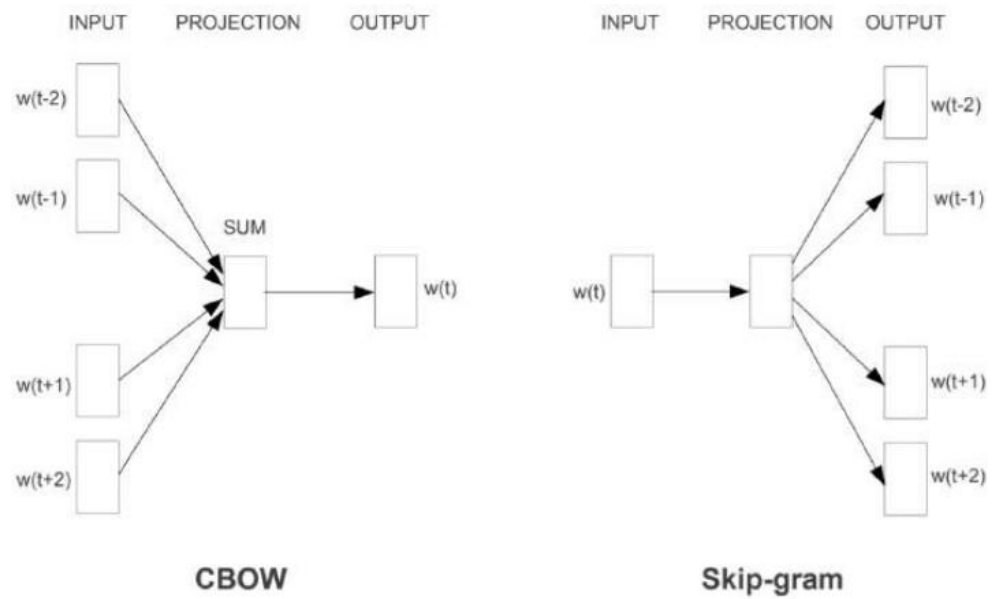 INPUT PROJECTION OUTPUT
w(t-2)
w(t-1)
SUM
w(t)
w(t+1)
w(t+2)
CBOW
INPUT PROJECTION OUTPUT
w(t-2)
w(t-1)
w(t)
w(t+1)
w(t+2)
Skip-gram